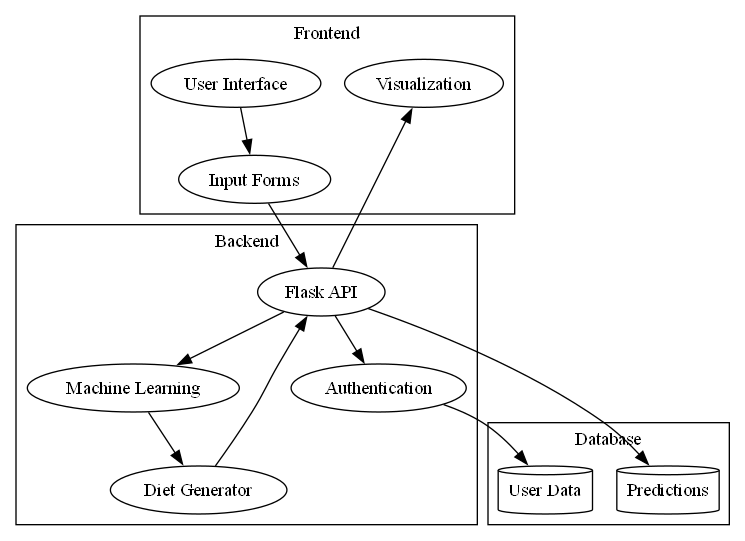 Frontend
User Interface
Visualization
Input Forms
Backend
Flask API
Machine Learning
Authentication
Database
Diet Generator
User Data
Predictions